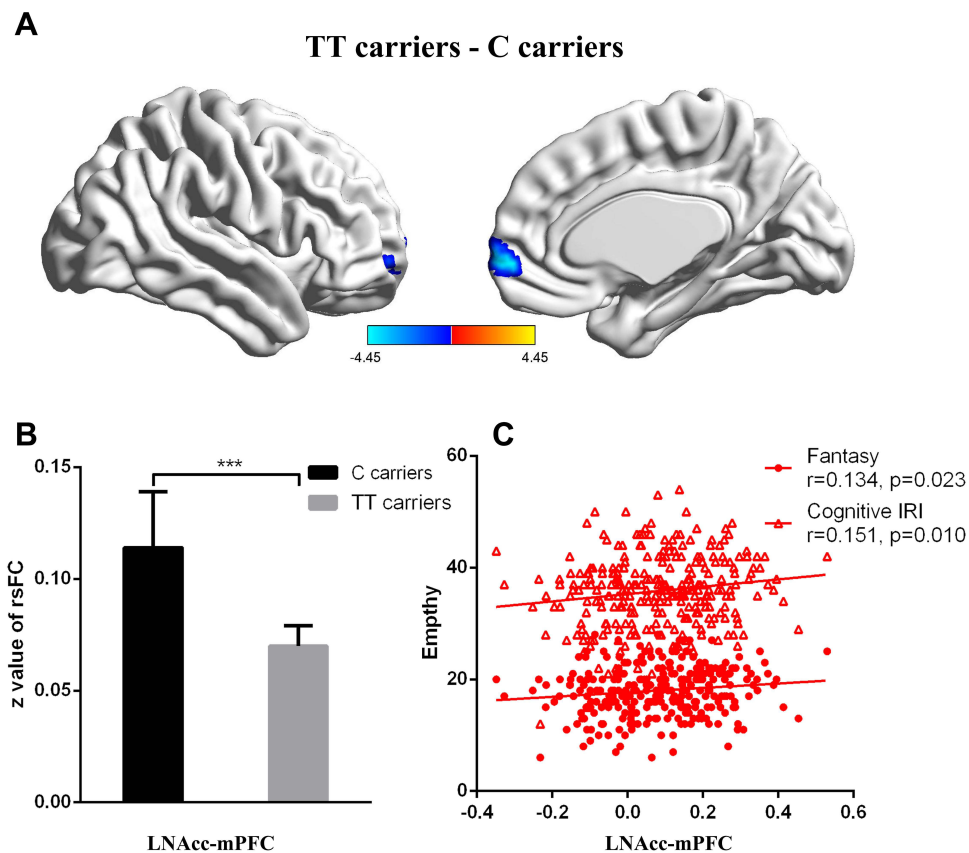 A
TT carriers - C carriers
-4.45
4.45
B
z value of rsFC
0.15
0.10
0.05
0.00
***
C carriers
TT carriers
LNAcc-mPFC
C
Empthy
60
40
20
0
-0.4
-0.2
0.0
0.2
0.4
0.6
Fantasy
r=0.134, p=0.023
Cognitive IRI
r=0.151, p=0.010
LNAcc-mPFC